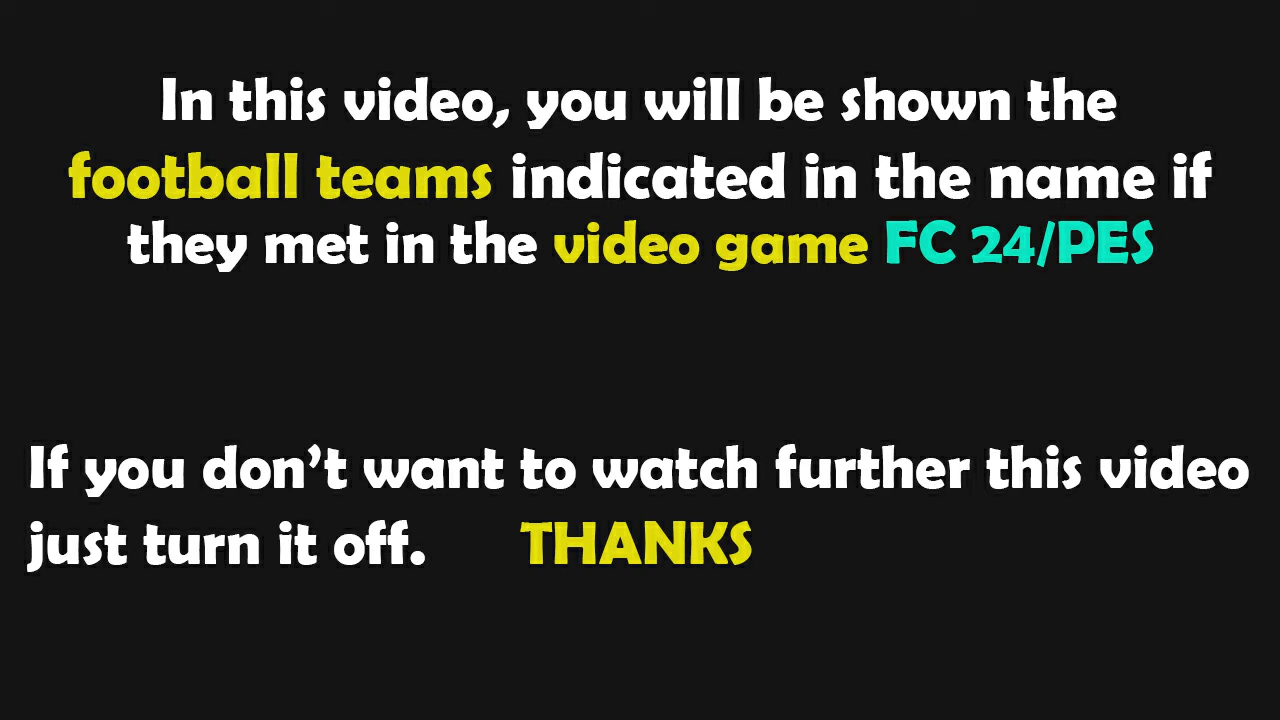 In this video, you will be shown the
football teams indicated in the name if
they met in the video game FC 24/PES
If you don’t want to watch further this video
just turn it off. THANKS